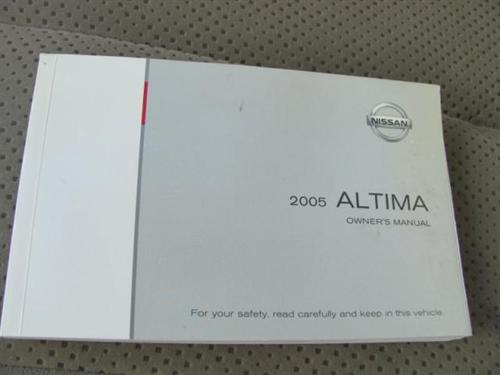 NISSAN
2005 ALTIMA
OWNER'S MANUAL
For your safety, read carefully and keep in this vehicle.